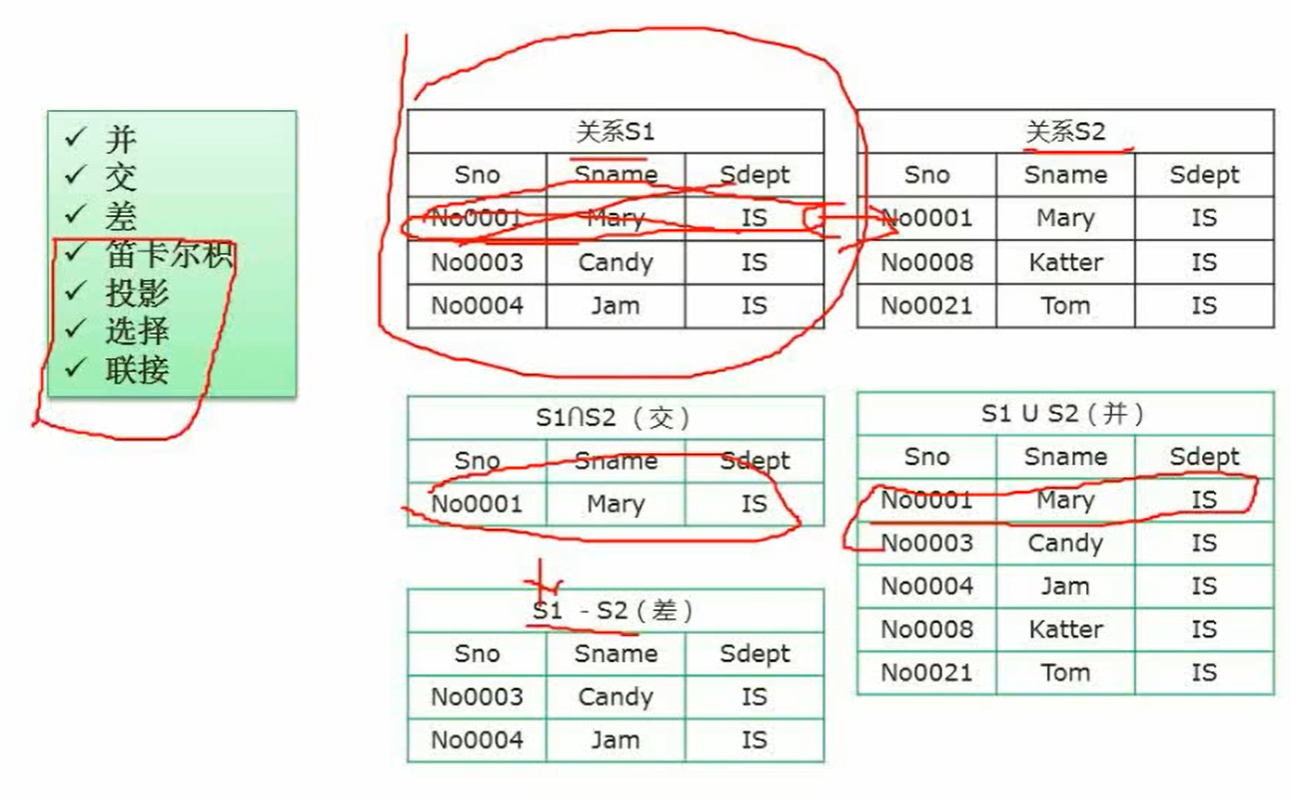 ✓ 并
✓ 交
✓ 差
✓ 笛卡尔积
✓ 投影
✓ 选择
✓ 联接
关系S1
Sno Sname Sdept
No0001 Mary IS
No0003 Candy IS
No0004 Jam IS
关系S2
Sno Sname Sdept
No0001 Mary IS
No0008 Katter IS
No0021 Tom IS
S1∩S2（交）
Sno Sname Sdept
No0001 Mary IS
S1 U S2（并）
Sno Sname Sdept
No0001 Mary IS
No0003 Candy IS
No0004 Jam IS
No0008 Katter IS
No0021 Tom IS
S1 - S2（差）
Sno Sname Sdept
No0003 Candy IS
No0004 Jam IS